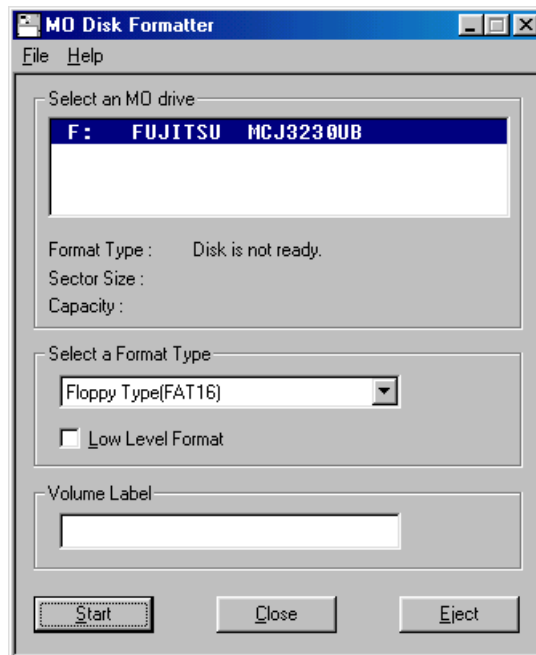 MO Disk Formatter
File Help
Select an MO drive
F: FUJITSU MCJ3230UB
Format Type : Disk is not ready.
Sector Size :
Capacity :
Select a Format Type
Floppy Type(FAT16)
Low Level Format
Volume Label
Start Close Eject